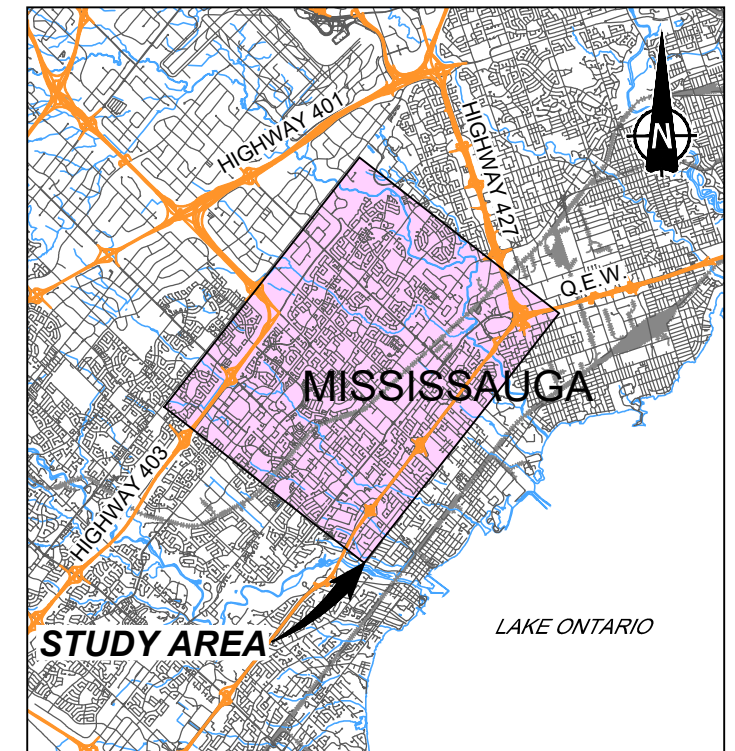 HIGHWAY 401
HIGHWAY 427
N
Q.E.W.
MISSISSAUGA
HIGHWAY 403
STUDY AREA
LAKE ONTARIO